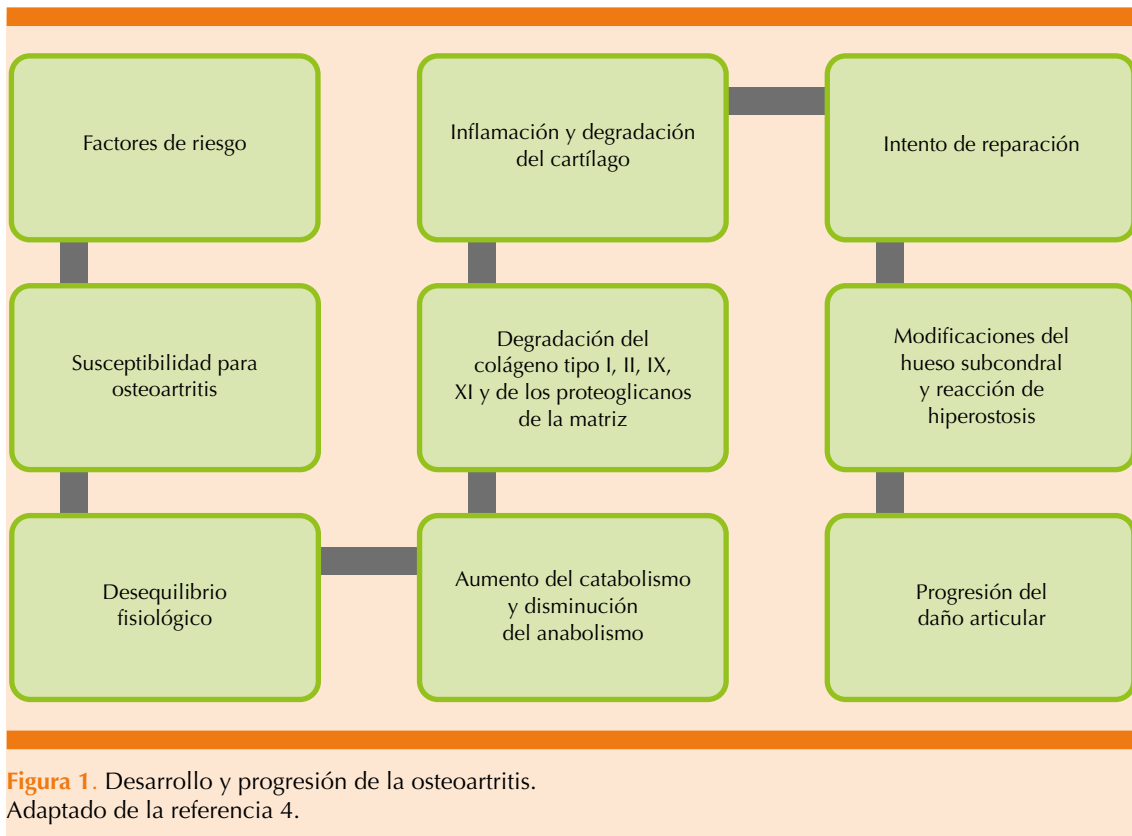 Factores de riesgo
Susceptibilidad para
osteoartritis
Desequilibrio
fisiológico
Aumento del catabolismo
y disminución
del anabolismo
Degradación del
colágeno tipo I, II, IX,
XI y de los proteoglicanos
de la matriz
Inflamación y degradación
del cartílago
Intento de reparación
Modificaciones del
hueso subcondral
y reacción de
hiperostosis
Progresión del
daño articular
Figura 1. Desarrollo y progresión de la osteoartritis.
Adaptado de la referencia 4.